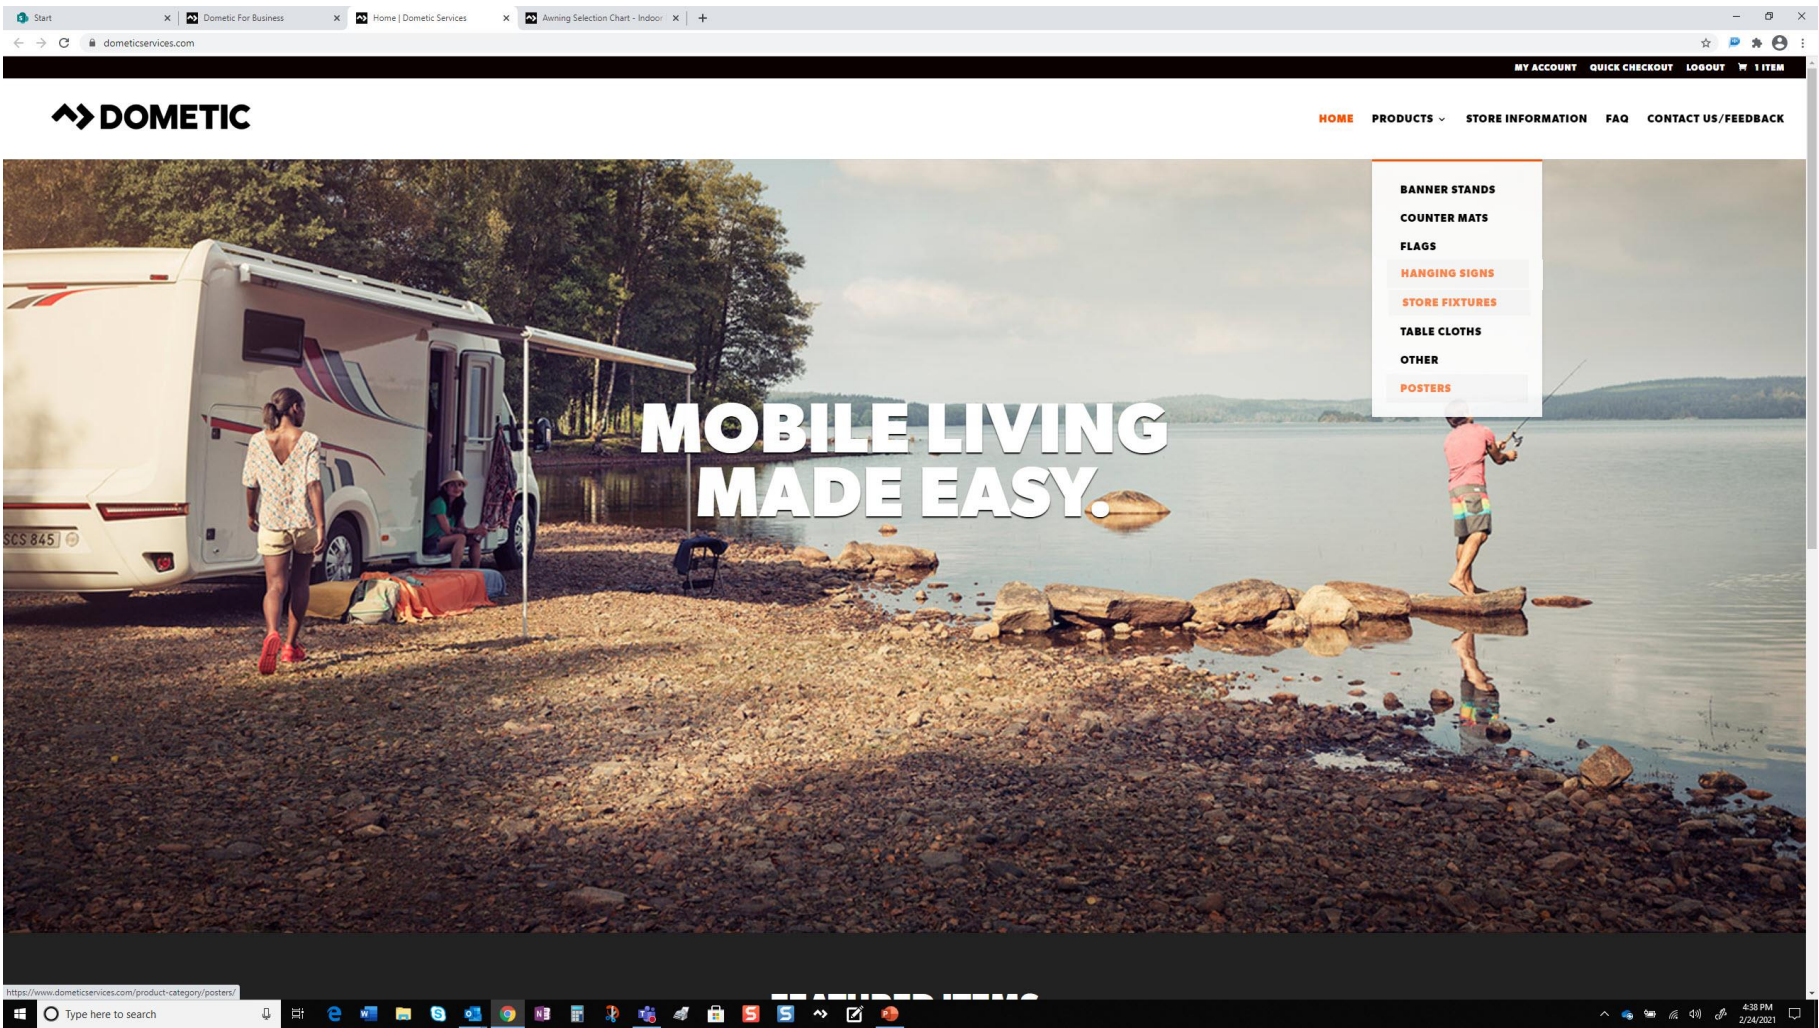 Start
Dometic For Business
Home | Dometic Services
Awning Selection Chart - Indoor
dometicservices.com
MY ACCOUNT QUICK CHECKOUT LOGOUT 1 ITEM
DOMETIC
HOME PRODUCTS STORE INFORMATION FAQ CONTACT US/FEEDBACK
BANNER STANDS
COUNTER MATS
FLAGS
HANGING SIGNS
STORE FIXTURES
TABLE CLOTHS
OTHER
POSTERS
MOBILE LIVING
MADE EASY.
SCS 845
FEATURED ITEMS
https://www.dometicservices.com/product-category/posters/
Type here to search
4:38 PM
2/24/2021